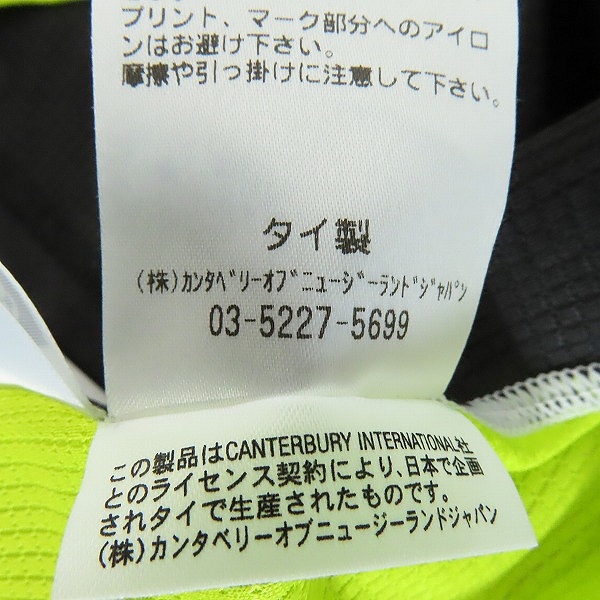 プリント、マーク部分へのアイロ
ンはお避け下さい。
摩擦や引っ掛けに注意して下さい。
タイ製
(株)ｶﾝﾀﾍﾞﾘｰｵﾌﾞﾆｭｰｼﾞｰﾗﾝﾄﾞｼﾞｬﾊﾟﾝ
03-5227-5699
この製品はCANTERBURY INTERNATIONAL社
とのライセンス契約により、日本で企画
されタイで生産されたものです。
(株)カンタベリーオブニュージーランドジャパン